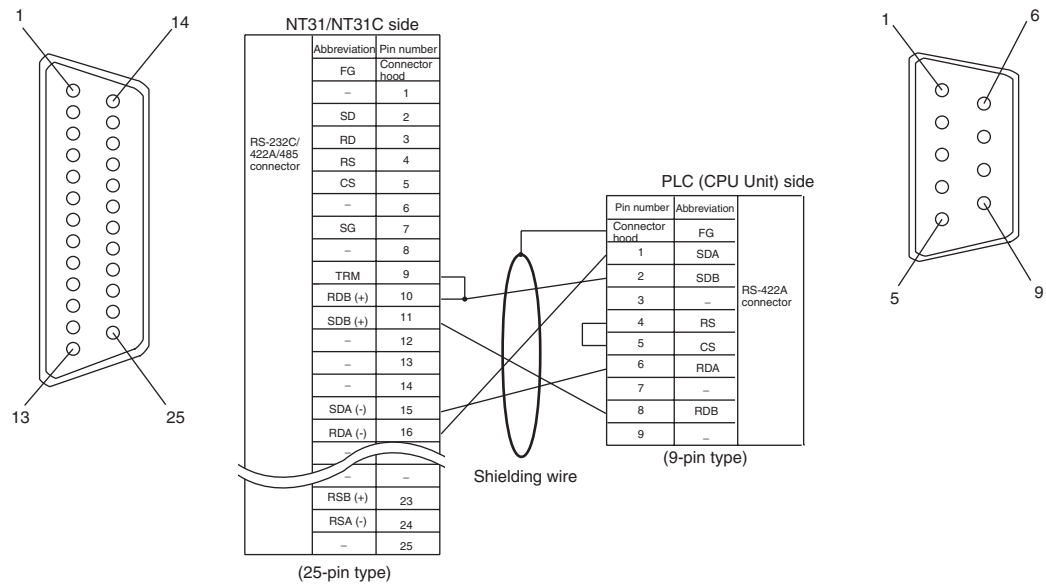 1
14
13
25
NT31/NT31C side
Abbreviation Pin number
RS-232C/
422A/485
connector
FG Connector
hood
– 1
SD 2
RD 3
RS 4
CS 5
– 6
SG 7
– 8
TRM 9
RDB (+) 10
SDB (+) 11
– 12
– 13
– 14
SDA (-) 15
RDA (-) 16
–
– –
RSB (+) 23
RSA (-) 24
– 25
(25-pin type)
Shielding wire
PLC (CPU Unit) side
Pin number Abbreviation
Connector
hood FG
1 SDA
2 SDB
3 –
4 RS
5 CS
6 RDA
7 –
8 RDB
9 –
RS-422A
connector
(9-pin type)
1
6
5
9